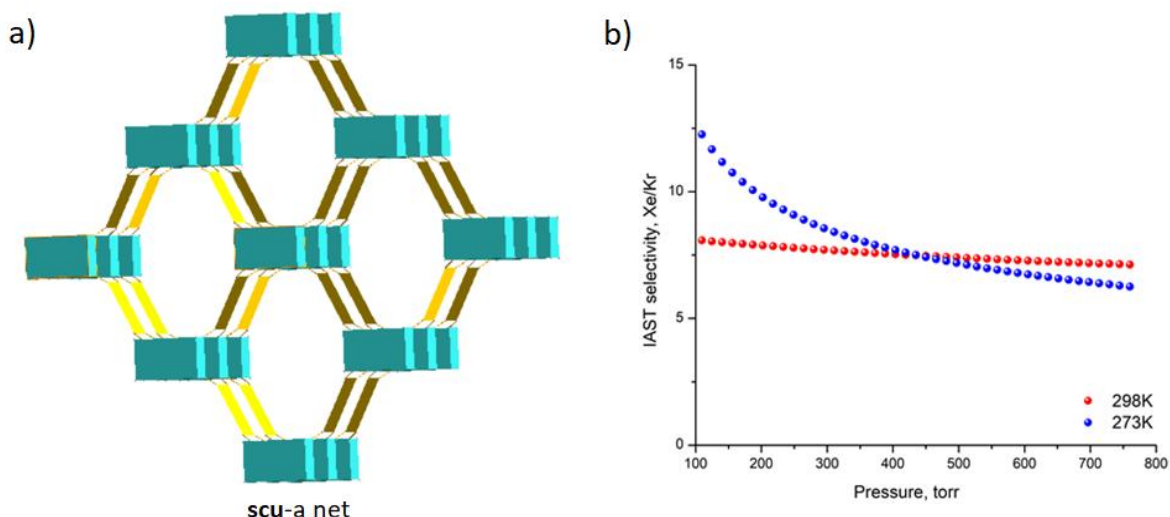 a)
scu-a net
b)
IAST selectivity, Xe/Kr
15
10
5
0
100 200 300 400 500 600 700 800
Pressure, torr
298K
273K